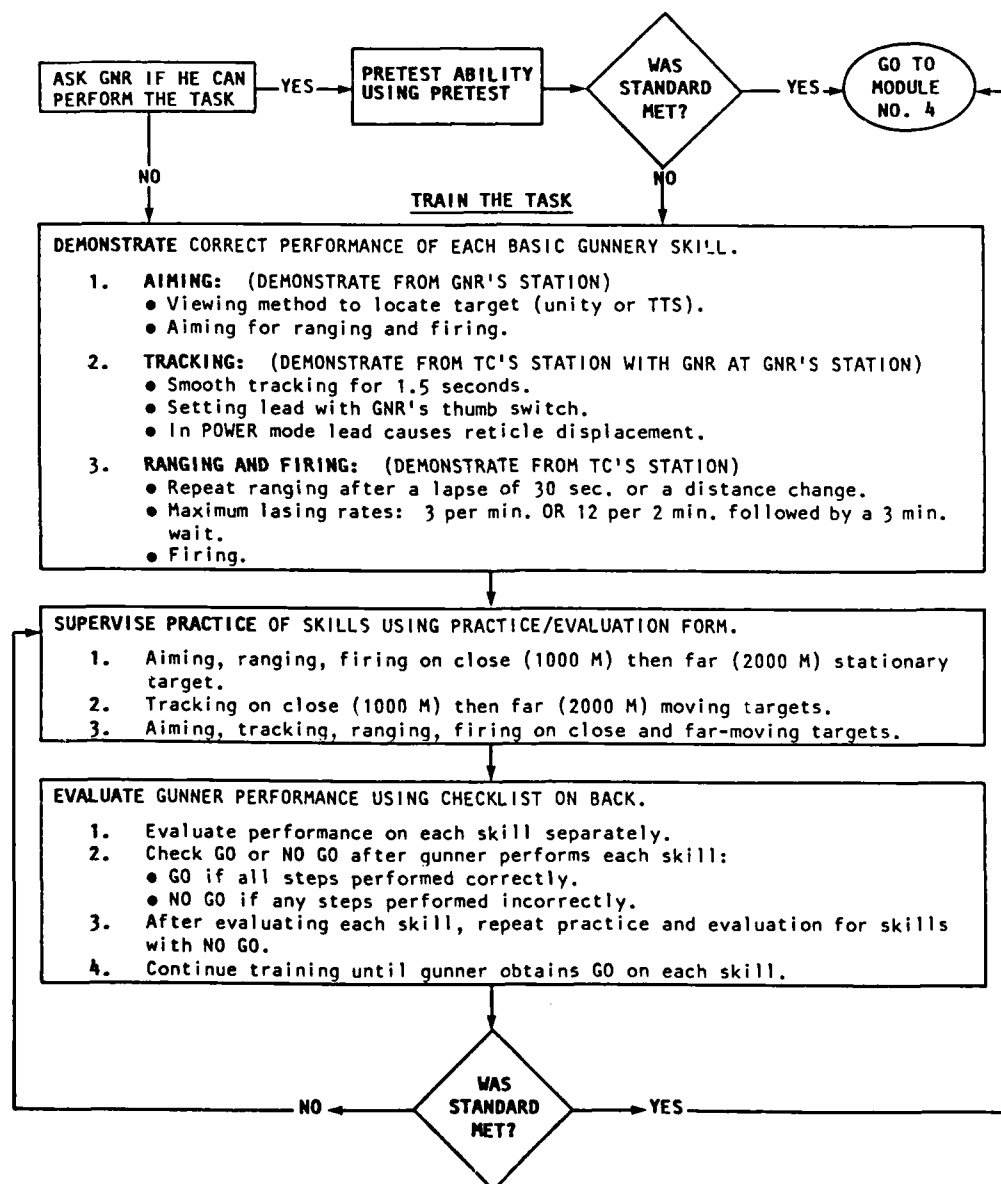 ASK GNR IF HE CAN
PERFORM THE TASK
YES
PRETEST ABILITY
USING PRETEST
WAS
STANDARD
MET?
YES
GO TO
MODULE
NO. 4
NO
NO
TRAIN THE TASK
DEMONSTRATE CORRECT PERFORMANCE OF EACH BASIC GUNNERY SKILL.
1. AIMING: (DEMONSTRATE FROM GNR'S STATION)
● Viewing method to locate target (unity or TTS).
● Aiming for ranging and firing.
2. TRACKING: (DEMONSTRATE FROM TC'S STATION WITH GNR AT GNR'S STATION)
● Smooth tracking for 1.5 seconds.
● Setting lead with GNR's thumb switch.
● In POWER mode lead causes reticle displacement.
3. RANGING AND FIRING: (DEMONSTRATE FROM TC'S STATION)
● Repeat ranging after a lapse of 30 sec. or a distance change.
● Maximum lasing rates: 3 per min. OR 12 per 2 min. followed by a 3 min.
wait.
● Firing.
SUPERVISE PRACTICE OF SKILLS USING PRACTICE/EVALUATION FORM.
1. Aiming, ranging, firing on close (1000 M) then far (2000 M) stationary
target.
2. Tracking on close (1000 M) then far (2000 M) moving targets.
3. Aiming, tracking, ranging, firing on close and far-moving targets.
EVALUATE GUNNER PERFORMANCE USING CHECKLIST ON BACK.
1. Evaluate performance on each skill separately.
2. Check GO or NO GO after gunner performs each skill:
● GO if all steps performed correctly.
● NO GO if any steps performed incorrectly.
3. After evaluating each skill, repeat practice and evaluation for skills
with NO GO.
4. Continue training until gunner obtains GO on each skill.
NO
WAS
STANDARD
MET?
YES